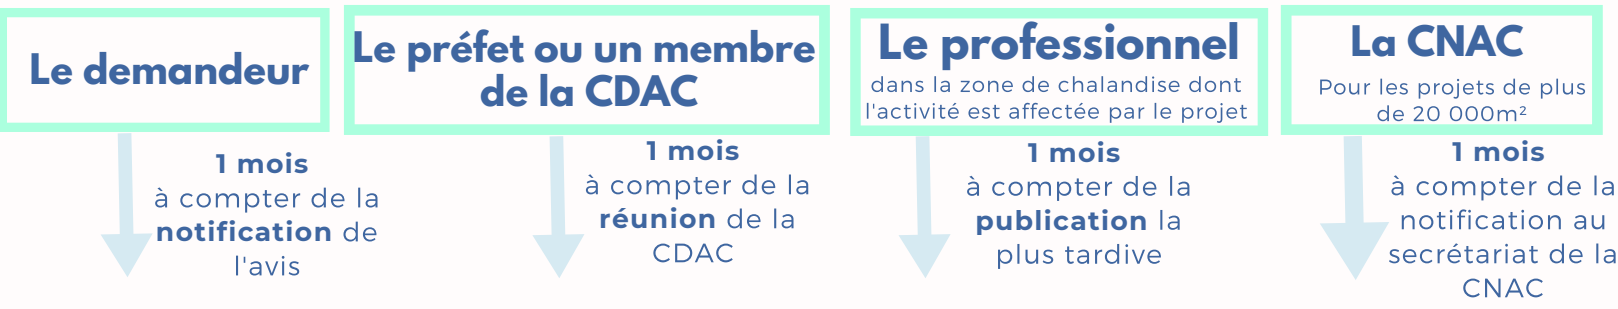 Le demandeur
1 mois
à compter de la
notification de
l'avis
Le préfet ou un membre
de la CDAC
1 mois
à compter de la
réunion de la
CDAC
Le professionnel
dans la zone de chalandise dont
l'activité est affectée par le projet
1 mois
à compter de la
publication la
plus tardive
La CNAC
Pour les projets de plus
de 20 000m²
1 mois
à compter de la
notification au
secrétariat de la
CNAC